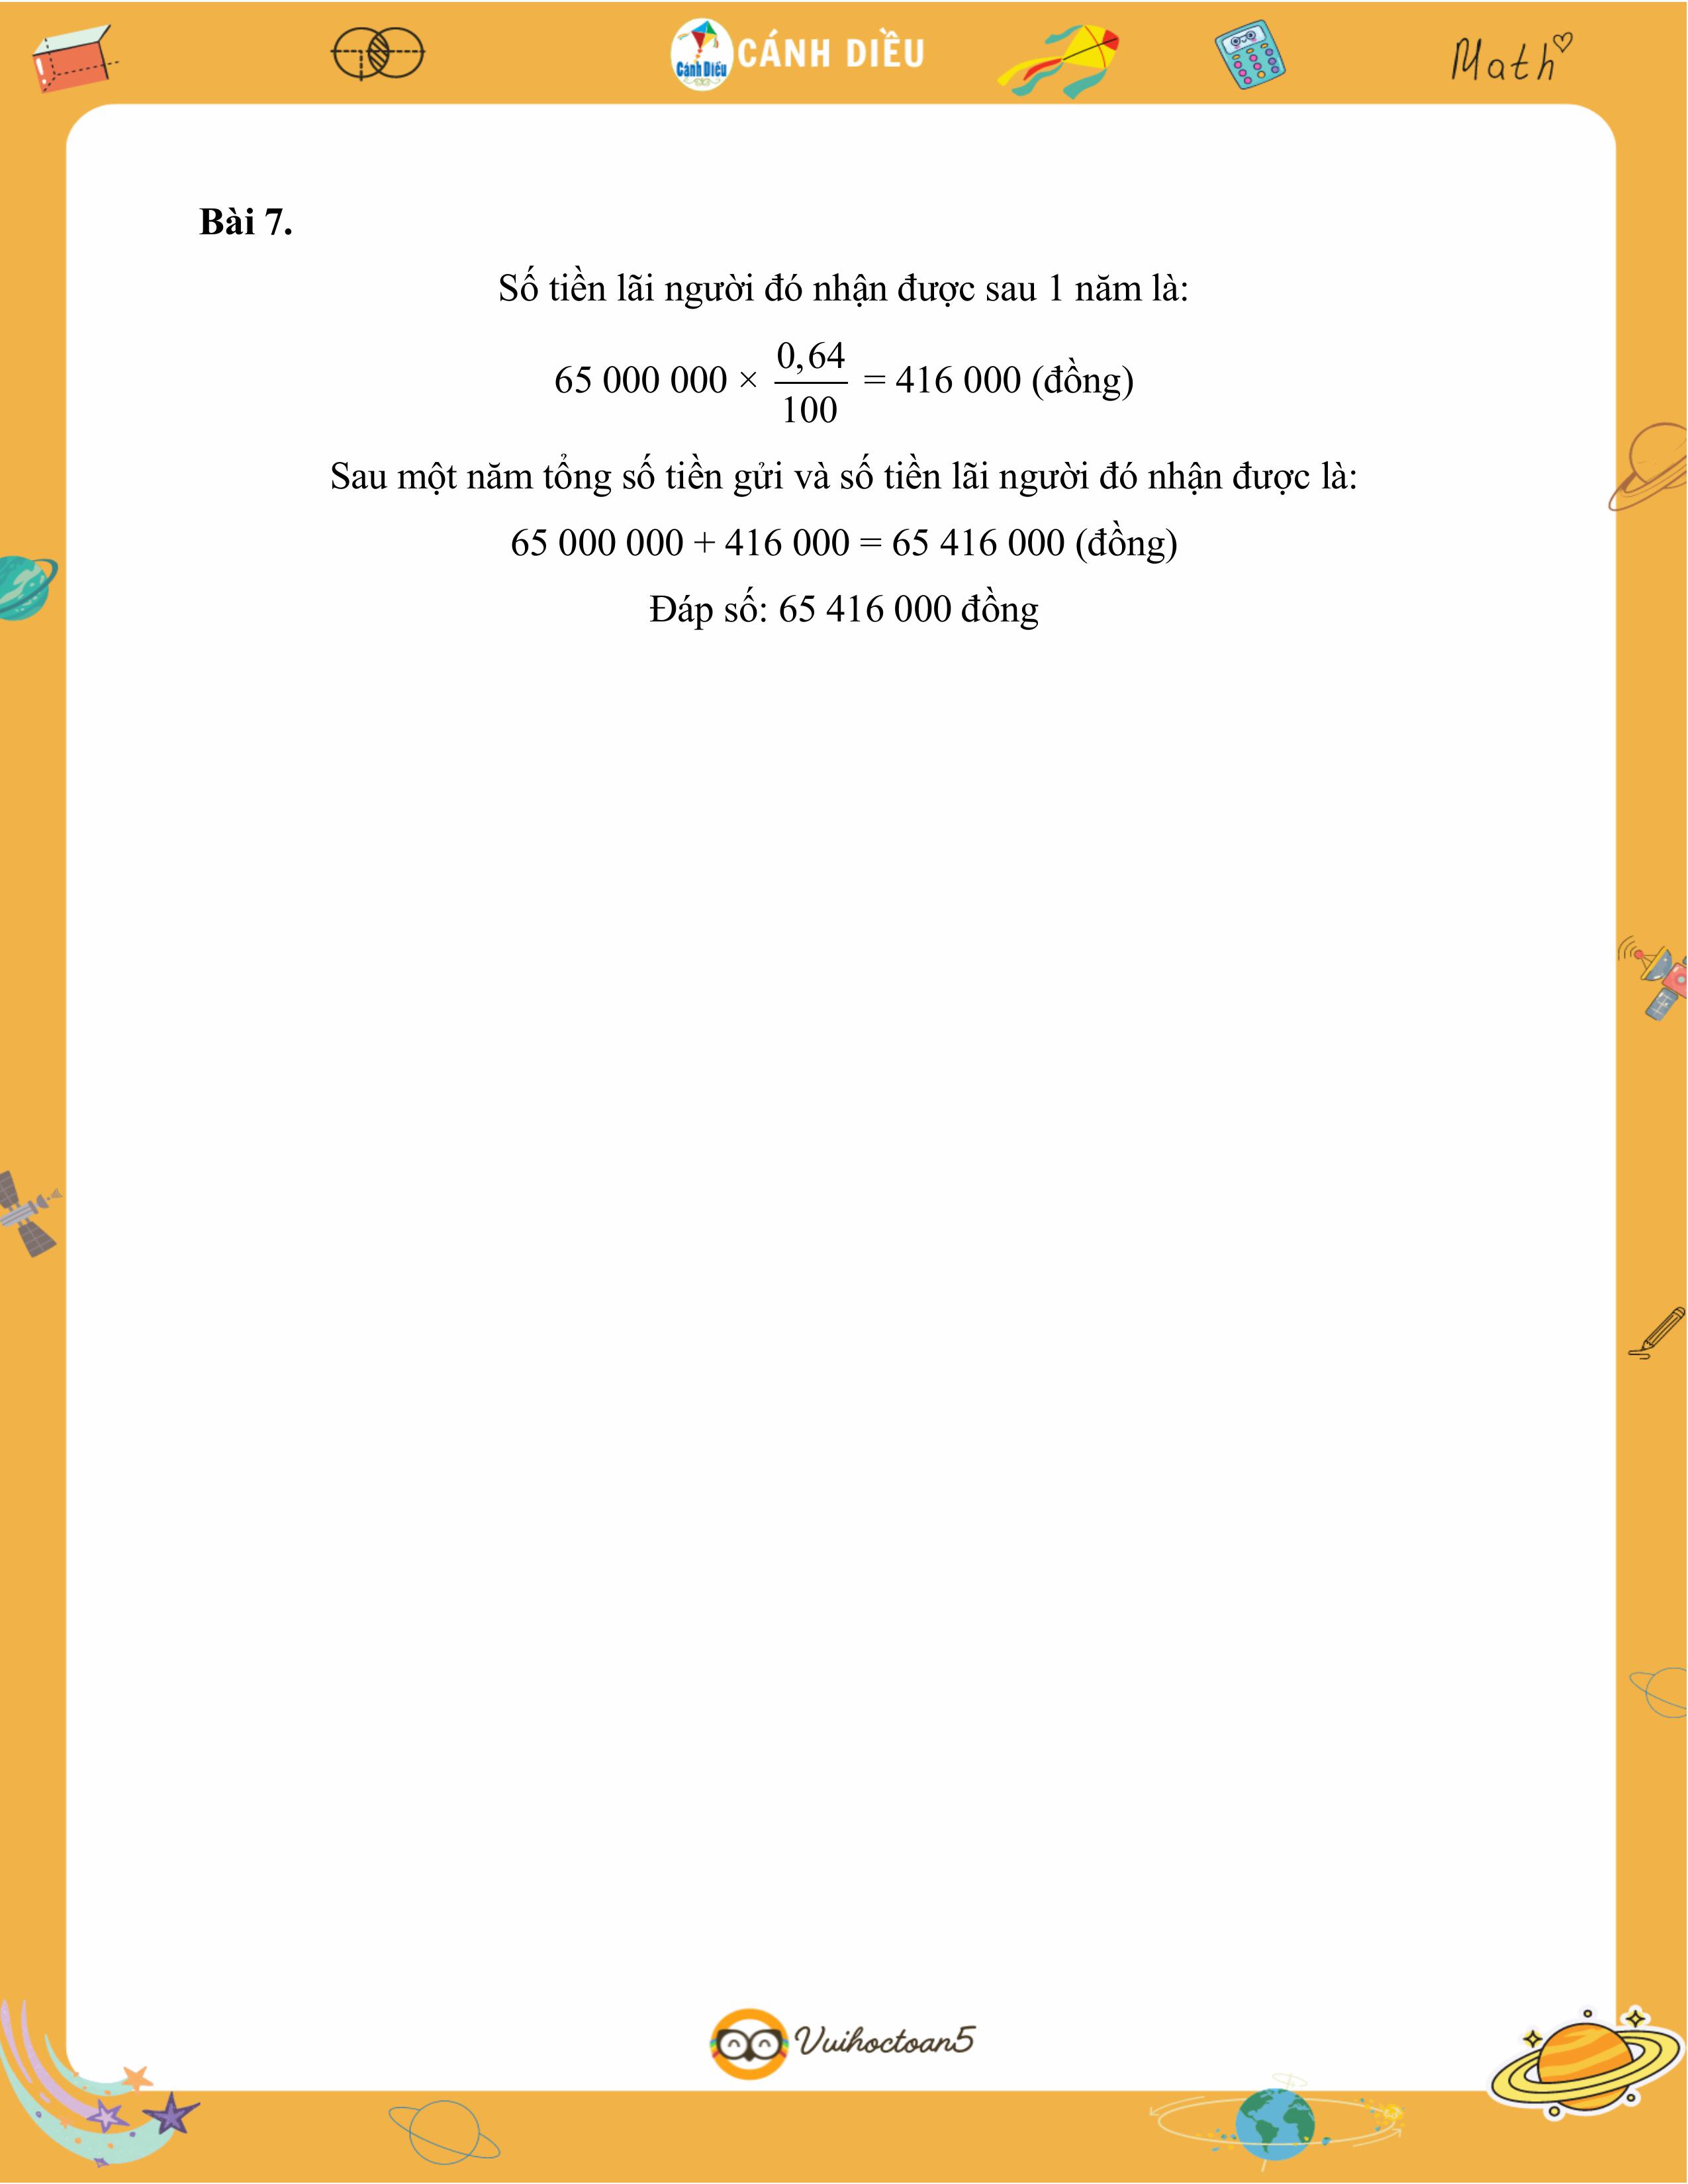 Cánh Diều CÁNH DIỀU Math
Bài 7.
Số tiền lãi người đó nhận được sau 1 năm là:
65 000 000 × 0,64/100 = 416 000 (đồng)
Sau một năm tổng số tiền gửi và số tiền lãi người đó nhận được là:
65 000 000 + 416 000 = 65 416 000 (đồng)
Đáp số: 65 416 000 đồng
Vuihoctoan5